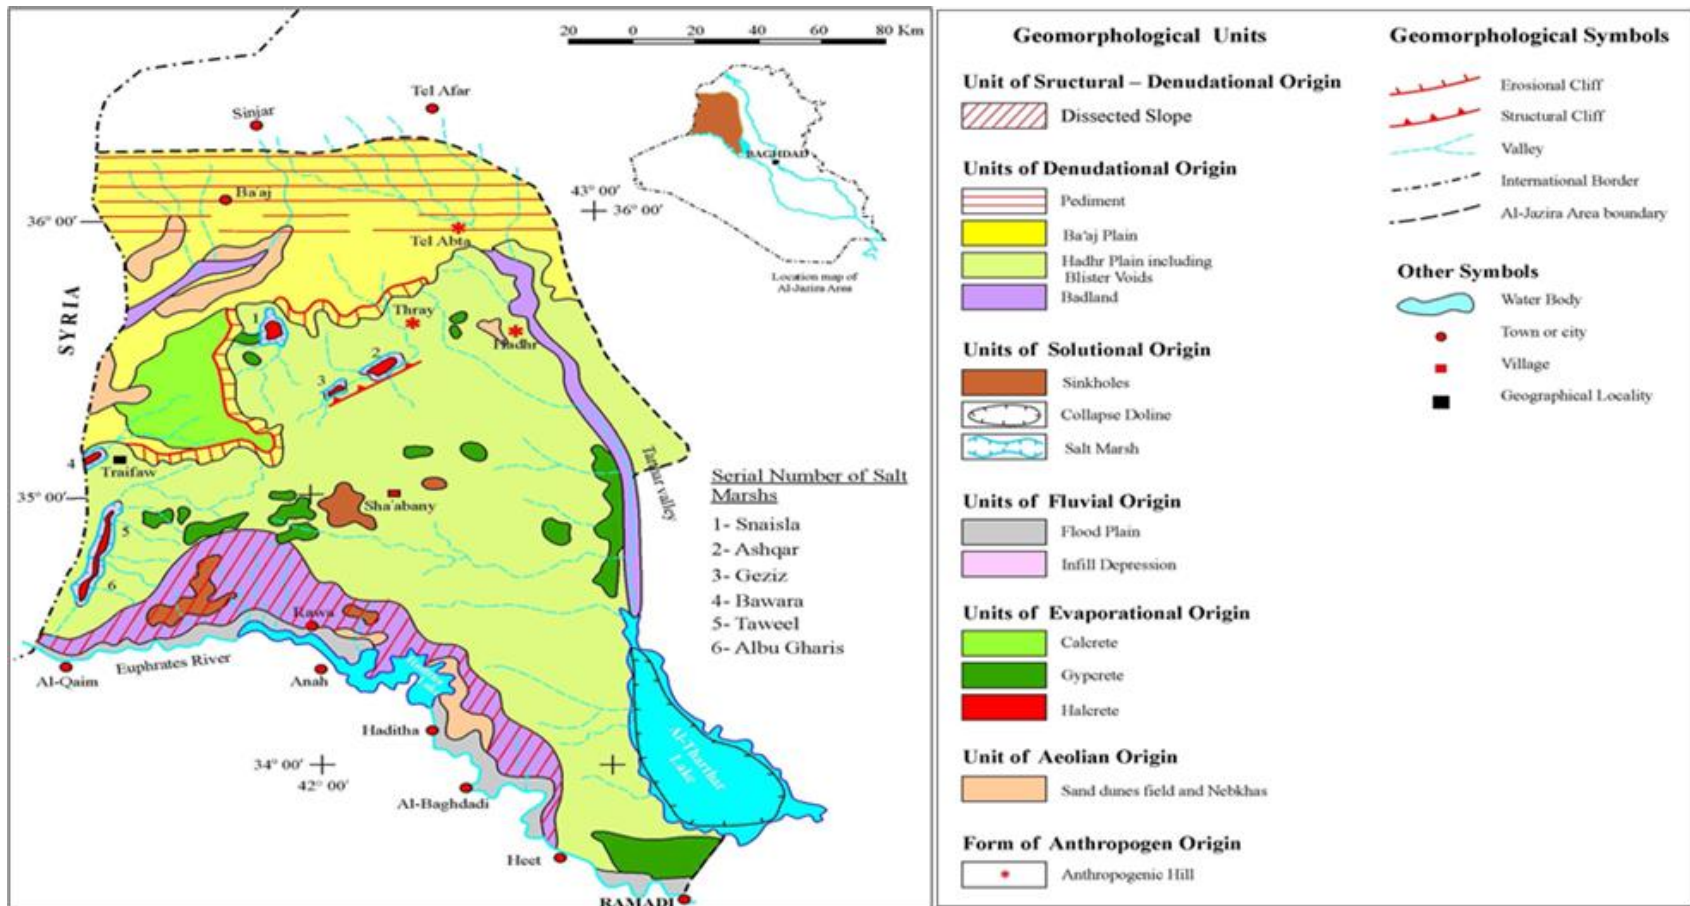 20 0 20 40 60 80 Km
Tel Afar
Sinjar
BAGHDAD
Ba'aj
43° 00'
36° 00'
36° 00'
Tel Abta
Location map of
Al-Jazira Area
SYRIA
1
Thray
Hadhr
2
3
4
Traifaw
Tarthar valley
35° 00'
Sha'abany
5
6
Serial Number of Salt
Marshs
1- Snaisla
2- Ashqar
3- Geziz
4- Bawara
5- Taweel
6- Albu Gharis
Rawa
Euphrates River
Al-Qaim
Anah
Haditha
Al-Tharthar
Lake
34° 00'
42° 00'
Al-Baghdadi
Heet
RAMADI
Geomorphological Units
Unit of Sructural – Denudational Origin
Dissected Slope
Units of Denudational Origin
Pediment
Ba'aj Plain
Hadhr Plain including
Blister Voids
Badland
Units of Solutional Origin
Sinkholes
Collapse Doline
Salt Marsh
Units of Fluvial Origin
Flood Plain
Infill Depression
Units of Evaporational Origin
Calcrete
Gypcrete
Halcrete
Unit of Aeolian Origin
Sand dunes field and Nebkhas
Form of Anthropogen Origin
Anthropogenic Hill
Geomorphological Symbols
Erosional Cliff
Structural Cliff
Valley
International Border
Al-Jazira Area boundary
Other Symbols
Water Body
Town or city
Village
Geographical Locality